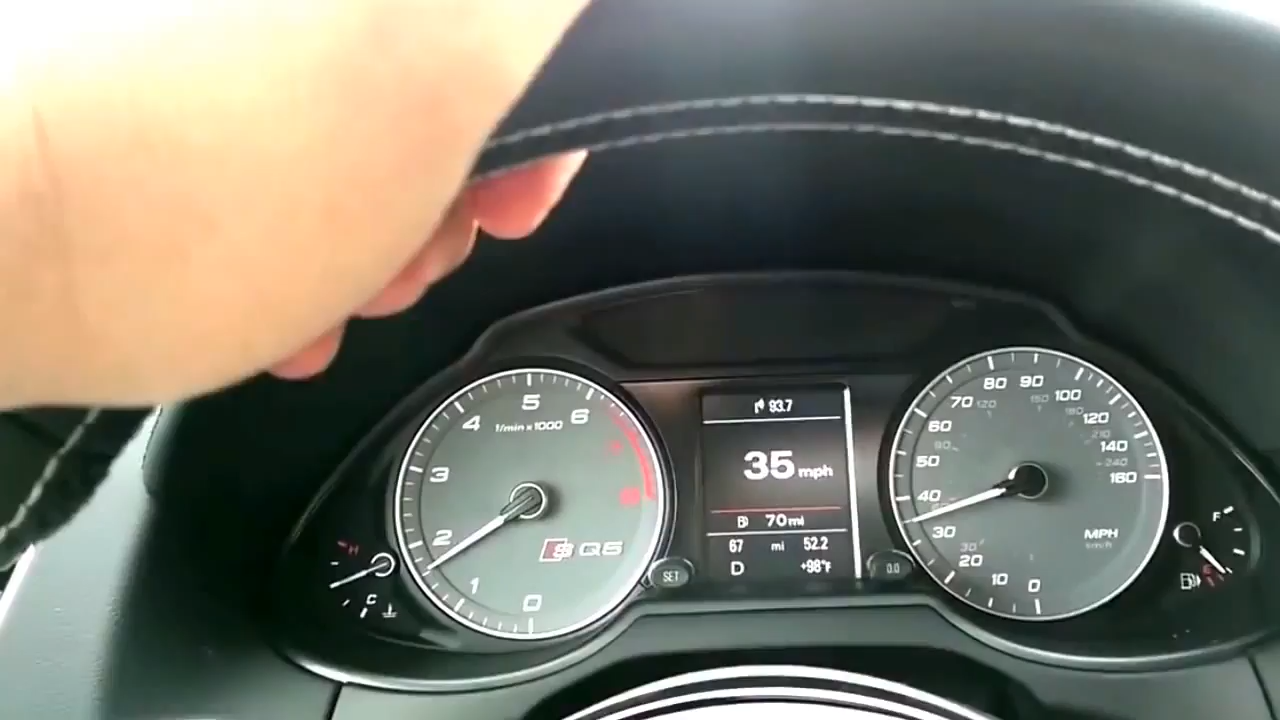 5
4
6
1/min x 1000
3
2
1
0
SQ5
H
C
SET
93.7
35 mph
70mi
67 mi 52.2
D +98°F
0.0
80 90
70 100
60 120
50 140
40 160
30
20
10 0
MPH
km/h
F
E